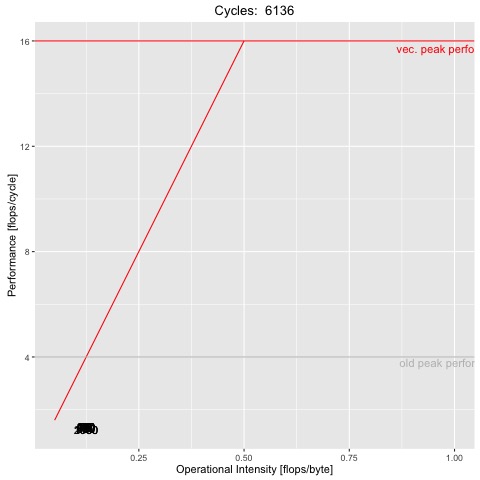 Cycles: 6136
16
vec. peak perfo
12
8
4
old peak perfor
Performance [flops/cycle]
0.25
0.50
0.75
1.00
Operational Intensity [flops/byte]